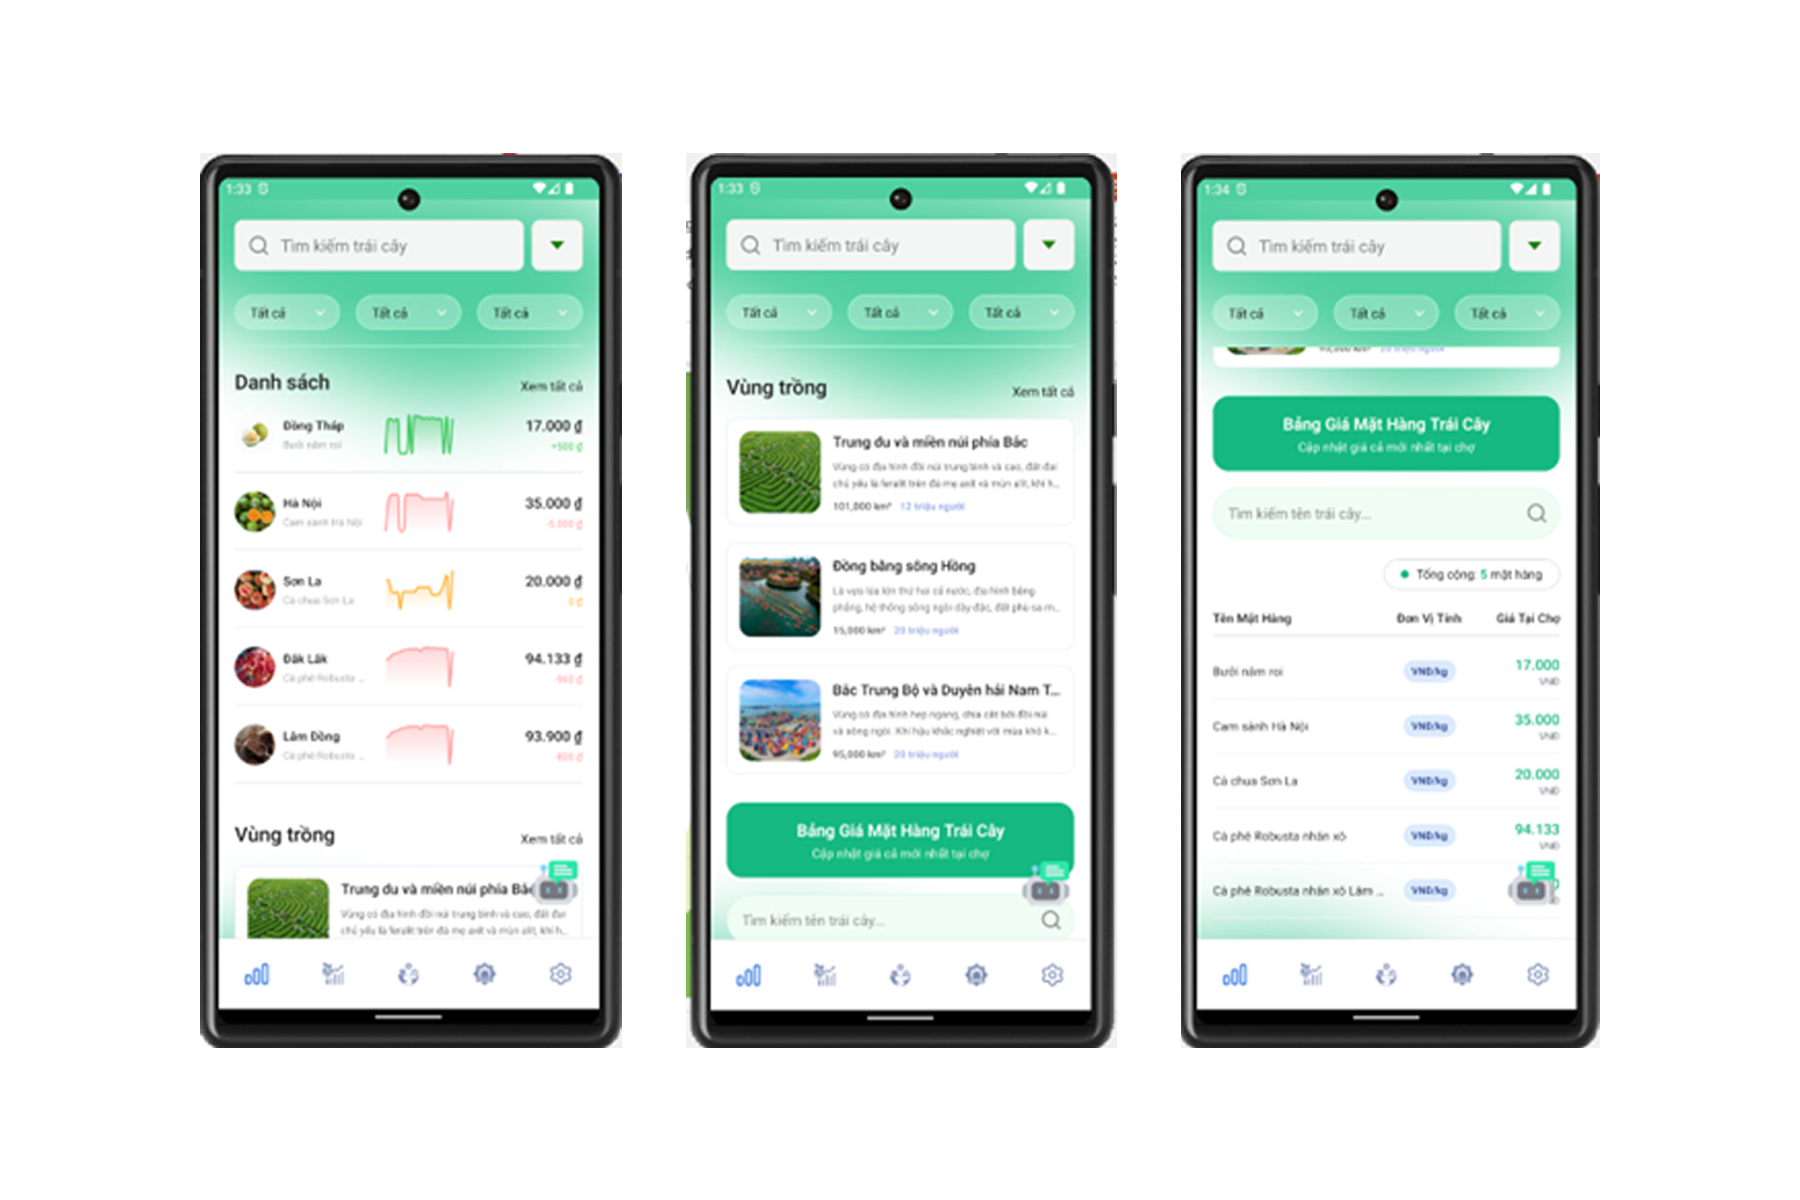 1:33
Tìm kiếm trái cây
Tất cả
Tất cả
Tất cả
Danh sách
Xem tất cả
Đồng Tháp
17.000 ₫
Bưởi năm roi
+500 ₫
Hà Nội
35.000 ₫
Cam sành Hà Nội
-5.000 ₫
Sơn La
20.000 ₫
Cà chua Sơn La
0 ₫
Đắk Lắk
94.133 ₫
Cà phê Robusta ...
-960 ₫
Lâm Đồng
93.900 ₫
Cà phê Robusta ...
-800 ₫
Vùng trồng
Xem tất cả
Trung du và miền núi phía Bắc
Vùng có địa hình đồi núi trung bình và cao, đất đai
chủ yếu là feralit trên đá mẹ axit và mùn alit, khí h...
1:33
Tìm kiếm trái cây
Tất cả
Tất cả
Tất cả
Vùng trồng
Xem tất cả
Trung du và miền núi phía Bắc
Vùng có địa hình đồi núi trung bình và cao, đất đai
chủ yếu là feralit trên đá mẹ axit và mùn alit, khí h...
101,000 km² 12 triệu người
Đồng bằng sông Hồng
Là vựa lúa lớn thứ hai cả nước, địa hình bằng
phẳng, hệ thống sông ngòi dày đặc, đất phù sa m...
15,000 km² 20 triệu người
Bắc Trung Bộ và Duyên hải Nam T...
Vùng có địa hình hẹp ngang, chia cắt bởi đồi núi
và sông ngòi. Khí hậu khắc nghiệt với mùa khô k...
95,000 km² 20 triệu người
Bảng Giá Mặt Hàng Trái Cây
Cập nhật giá cả mới nhất tại chợ
Tìm kiếm tên trái cây...
1:34
Tìm kiếm trái cây
Tất cả
Tất cả
Tất cả
Bảng Giá Mặt Hàng Trái Cây
Cập nhật giá cả mới nhất tại chợ
Tìm kiếm tên trái cây...
Tổng cộng: 5 mặt hàng
Tên Mặt Hàng
Đơn Vị Tính
Giá Tại Chợ
Bưởi năm roi
VNĐ/kg
17.000
VNĐ
Cam sành Hà Nội
VNĐ/kg
35.000
VNĐ
Cà chua Sơn La
VNĐ/kg
20.000
VNĐ
Cà phê Robusta nhân xô
VNĐ/kg
94.133
VNĐ
Cà phê Robusta nhân xô Lâm ...
VNĐ/kg